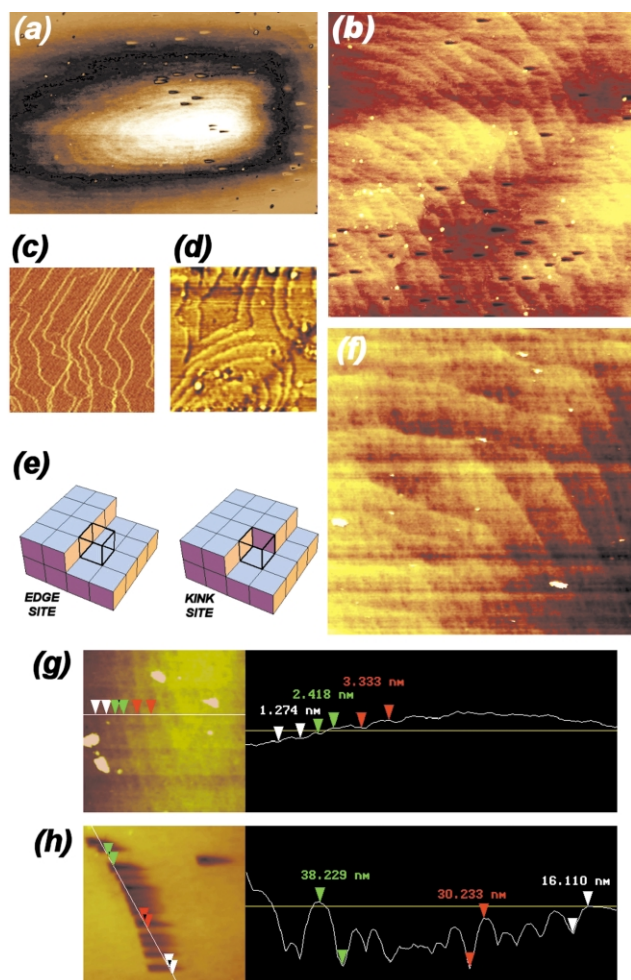 (a)
(b)
(c)
(d)
(f)
(e)
EDGE
SITE
KINK
SITE
(g)
3.333 nm
2.418 nm
1.274 nm
(h)
38.229 nm
30.233 nm
16.110 nm